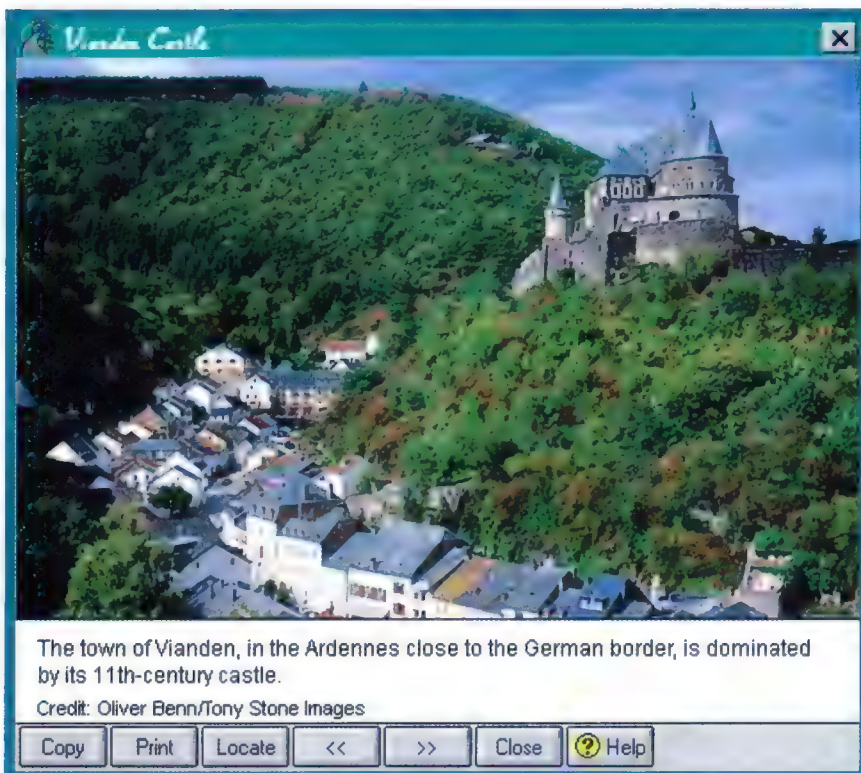 Vianden Castle
The town of Vianden, in the Ardennes close to the German border, is dominated
by its 11th-century castle.
Credit: Oliver Benn/Tony Stone Images
Copy Print Locate << >> Close ? Help